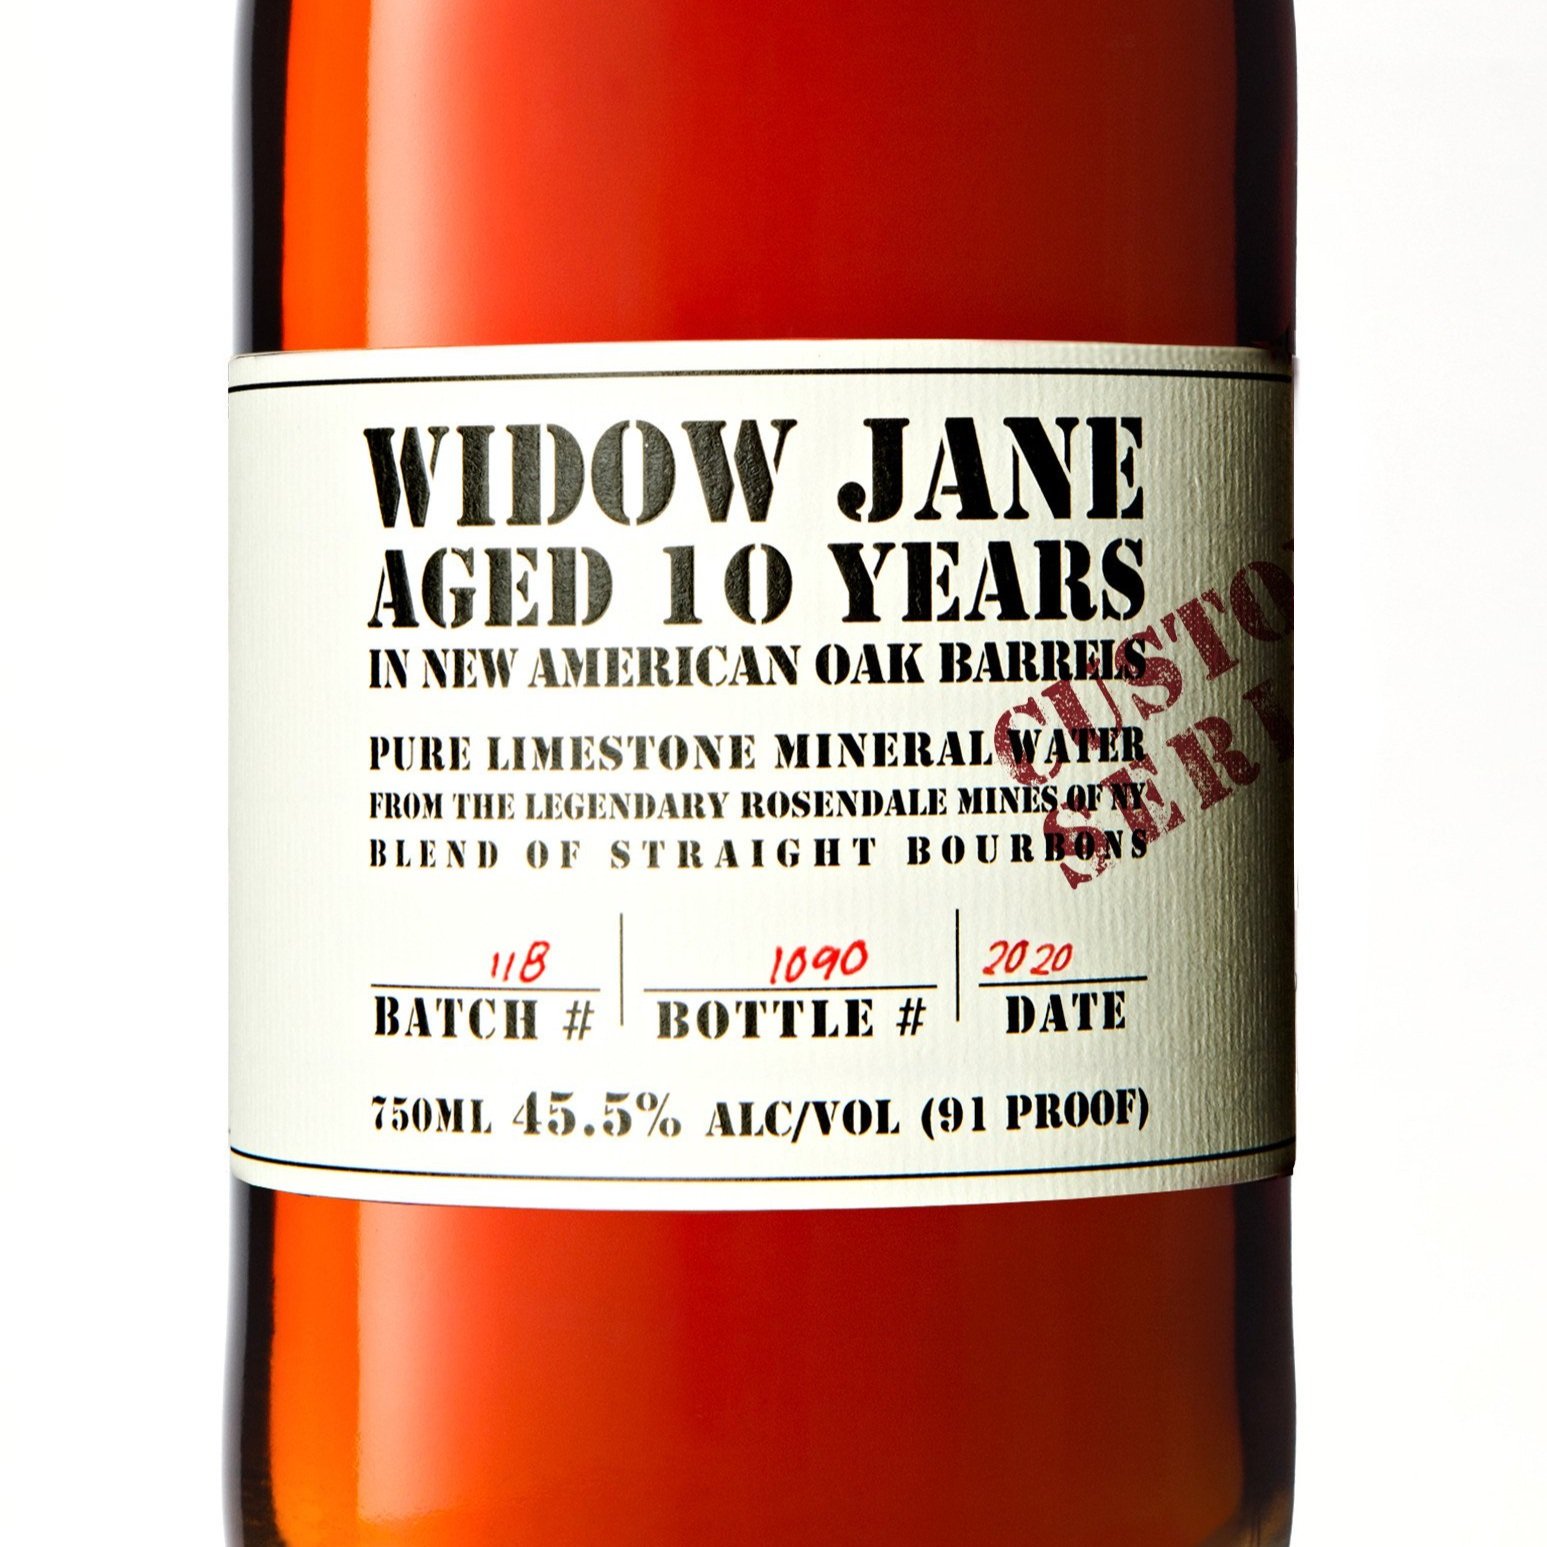 WIDOW JANE
AGED 10 YEARS
IN NEW AMERICAN OAK BARRELS
PURE LIMESTONE MINERAL WATER
FROM THE LEGENDARY ROSENDALE MINES OF NY
BLEND OF STRAIGHT BOURBONS
118 1090 2020
BATCH # BOTTLE # DATE
750ML 45.5% ALC/VOL (91 PROOF)